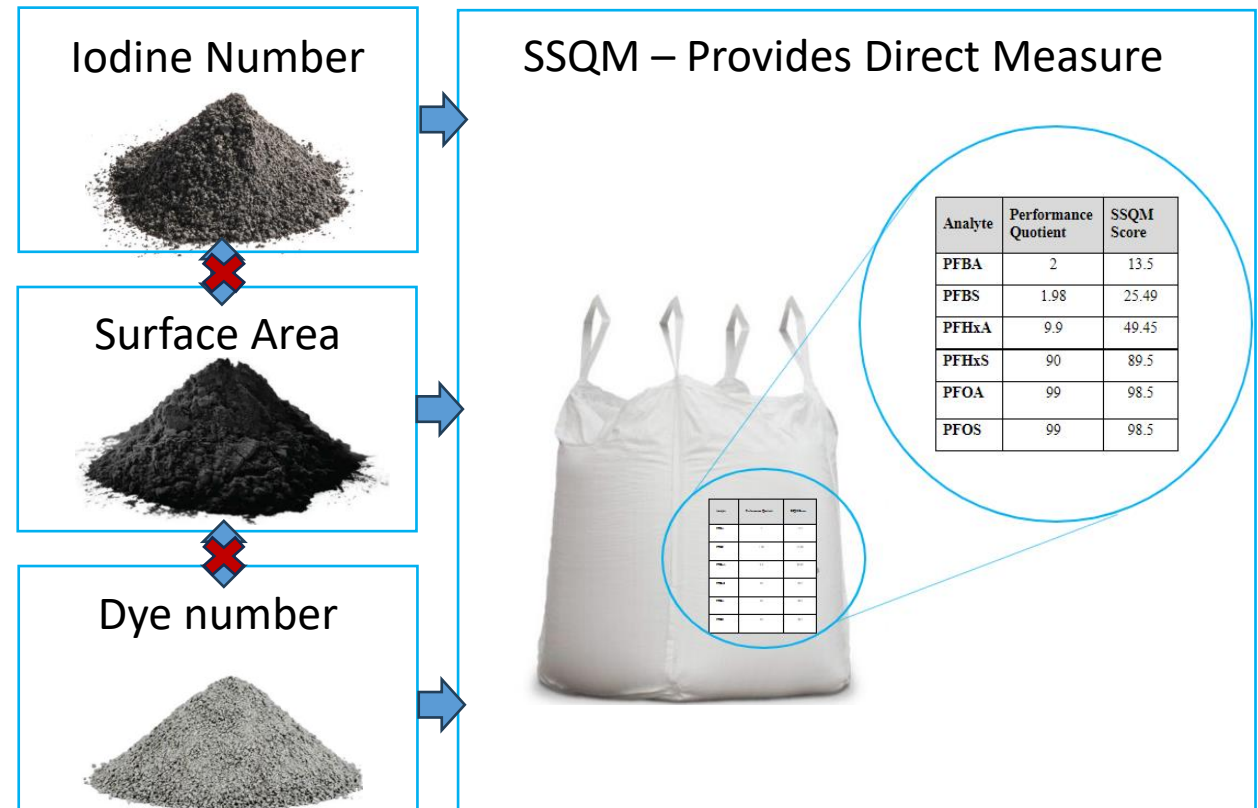 Iodine Number
Surface Area
Dye number
SSQM – Provides Direct Measure
Analyte Performance Quotient SSQM Score
PFBA 2 13.5
PFBS 1.98 25.49
PFHxA 9.9 49.45
PFHxS 90 89.5
PFOA 99 98.5
PFOS 99 98.5